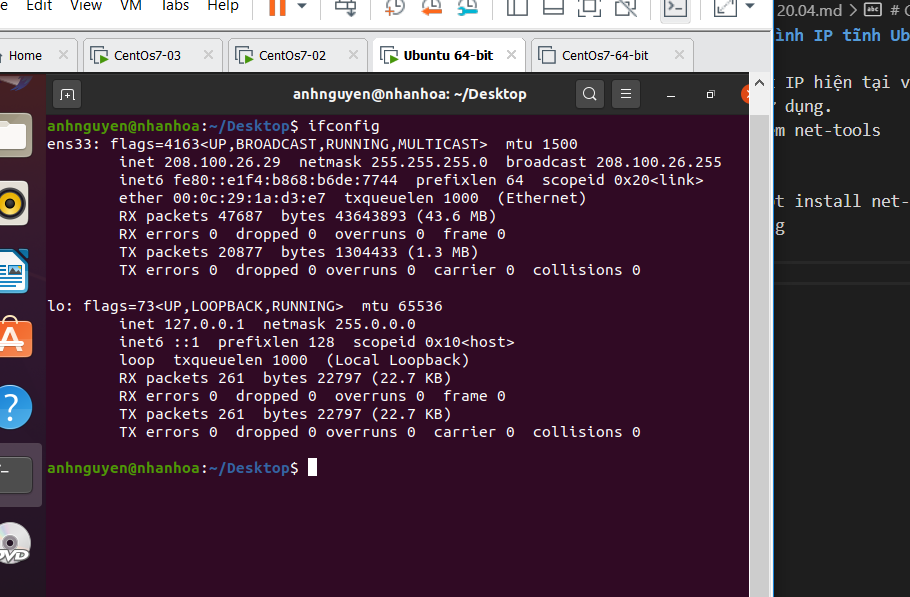 Edit View VM Tabs Help
Home CentOs7-03 CentOs7-02 Ubuntu 64-bit CentOs7-64-bit
anhnguyen@nhanhoa: ~/Desktop
anhnguyen@nhanhoa:~/Desktop$ ifconfig
ens33: flags=4163<UP,BROADCAST,RUNNING,MULTICAST> mtu 1500
inet 208.100.26.29 netmask 255.255.255.0 broadcast 208.100.26.255
inet6 fe80::e1f4:b868:b6de:7744 prefixlen 64 scopeid 0x20<link>
ether 00:0c:29:1a:d3:e7 txqueuelen 1000 (Ethernet)
RX packets 47687 bytes 43643893 (43.6 MB)
RX errors 0 dropped 0 overruns 0 frame 0
TX packets 20877 bytes 1304433 (1.3 MB)
TX errors 0 dropped 0 overruns 0 carrier 0 collisions 0
lo: flags=73<UP,LOOPBACK,RUNNING> mtu 65536
inet 127.0.0.1 netmask 255.0.0.0
inet6 ::1 prefixlen 128 scopeid 0x10<host>
loop txqueuelen 1000 (Local Loopback)
RX packets 261 bytes 22797 (22.7 KB)
RX errors 0 dropped 0 overruns 0 frame 0
TX packets 261 bytes 22797 (22.7 KB)
TX errors 0 dropped 0 overruns 0 carrier 0 collisions 0
anhnguyen@nhanhoa:~/Desktop$
DVD
20.04.md > abc #
ình IP tĩnh Ub
IP hiện tại v
dụng.
net-tools
install net-
g